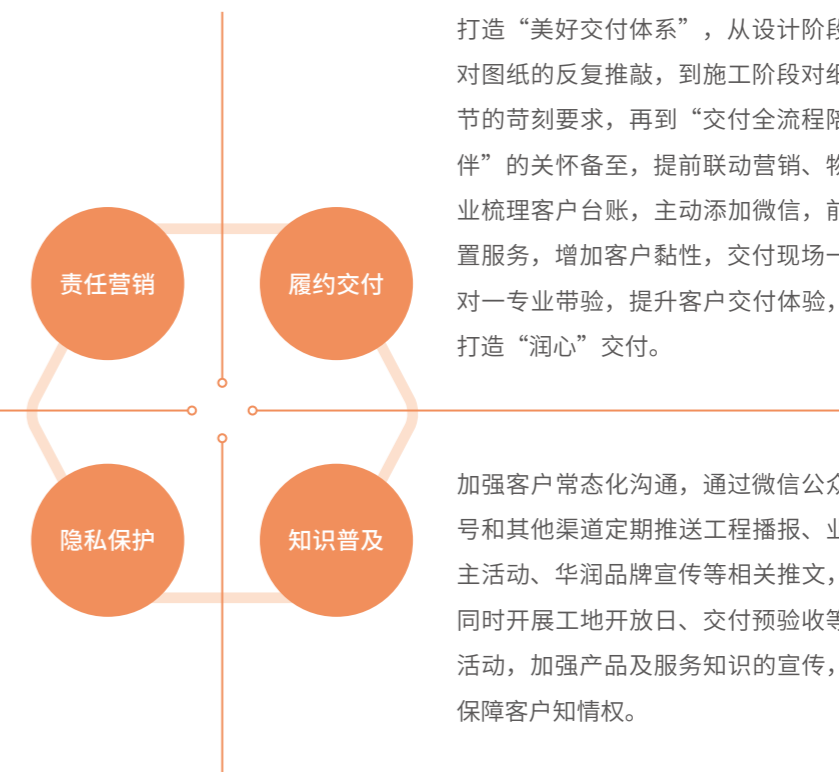 责任营销
履约交付
打造“美好交付体系”，从设计阶段
对图纸的反复推敲，到施工阶段对细
节的苛刻要求，再到“交付全流程陪
伴”的关怀备至，提前联动营销、物
业梳理客户台账，主动添加微信，前
置服务，增加客户黏性，交付现场一
对一专业带验，提升客户交付体验，
打造“润心”交付。
隐私保护
知识普及
加强客户常态化沟通，通过微信公众
号和其他渠道定期推送工程播报、业
主活动、华润品牌宣传等相关推文，
同时开展工地开放日、交付预验收等
活动，加强产品及服务知识的宣传，
保障客户知情权。